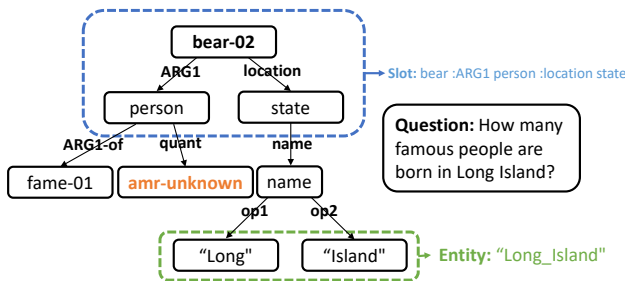 bear-02
ARG1 location
Slot: bear :ARG1 person :location state
person state
ARG1-of quant name
fame-01 amr-unknown name
op1 op2
"Long" "Island"
Question: How many
famous people are
born in Long Island?
Entity: "Long_Island"